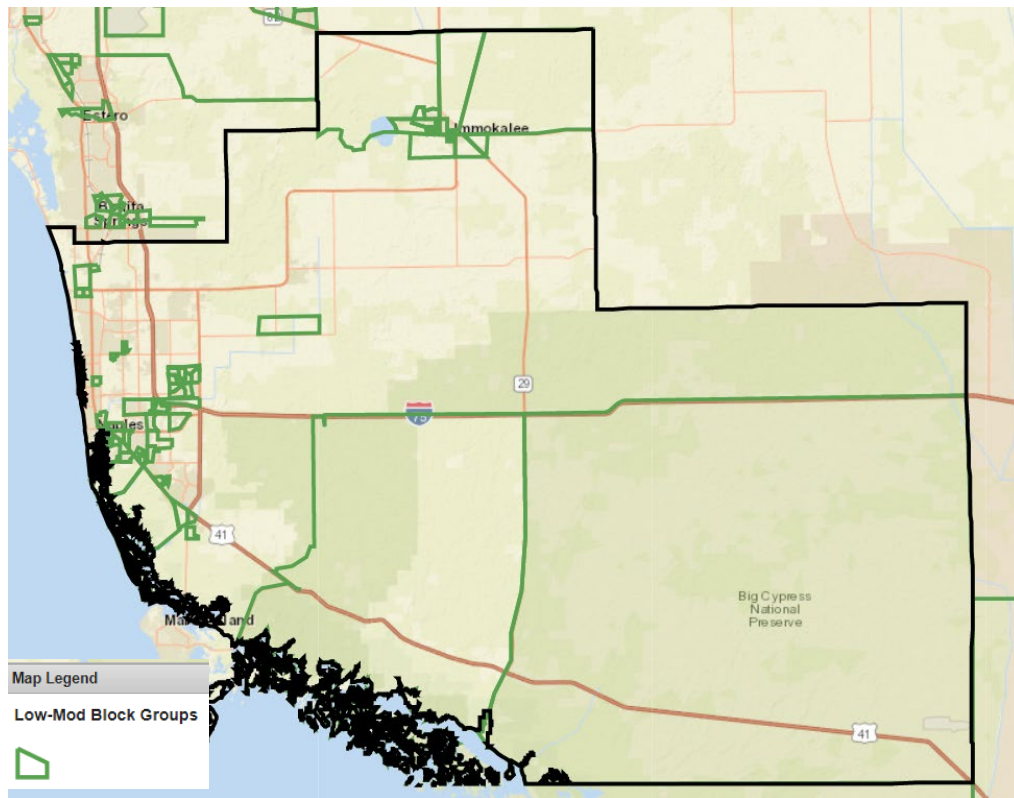 82
Estero
Immokalee
Bonita
Springs
29
75
Naples
41
Big Cypress
National
Preserve
Marco Island
Map Legend
Low-Mod Block Groups
41